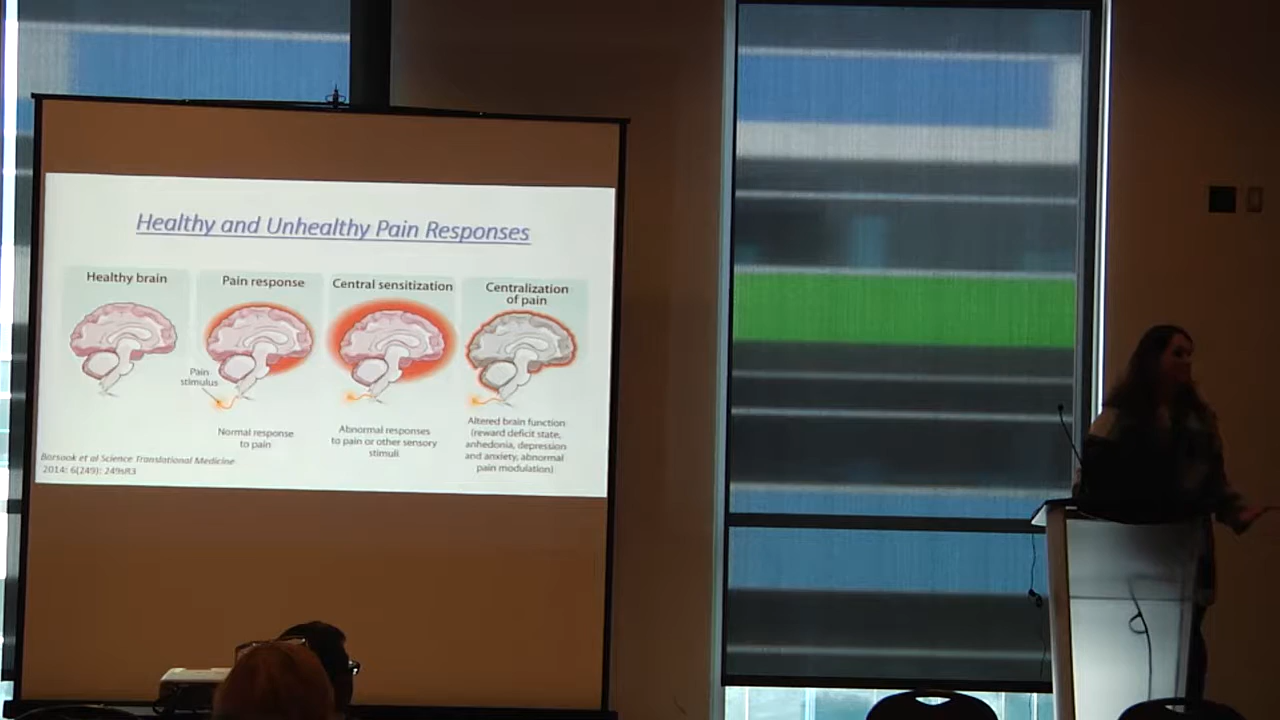 Healthy and Unhealthy Pain Responses
Healthy brain
Pain response
Central sensitization
Centralization
of pain
Pain
stimulus
Normal response
to pain
Abnormal responses
to pain or other sensory
stimuli
Altered brain function
(reward deficit state,
anhedonia, depression
and anxiety, abnormal
pain modulation)
Borsook et al Science Translational Medicine
2014: 6(249): 249sR3